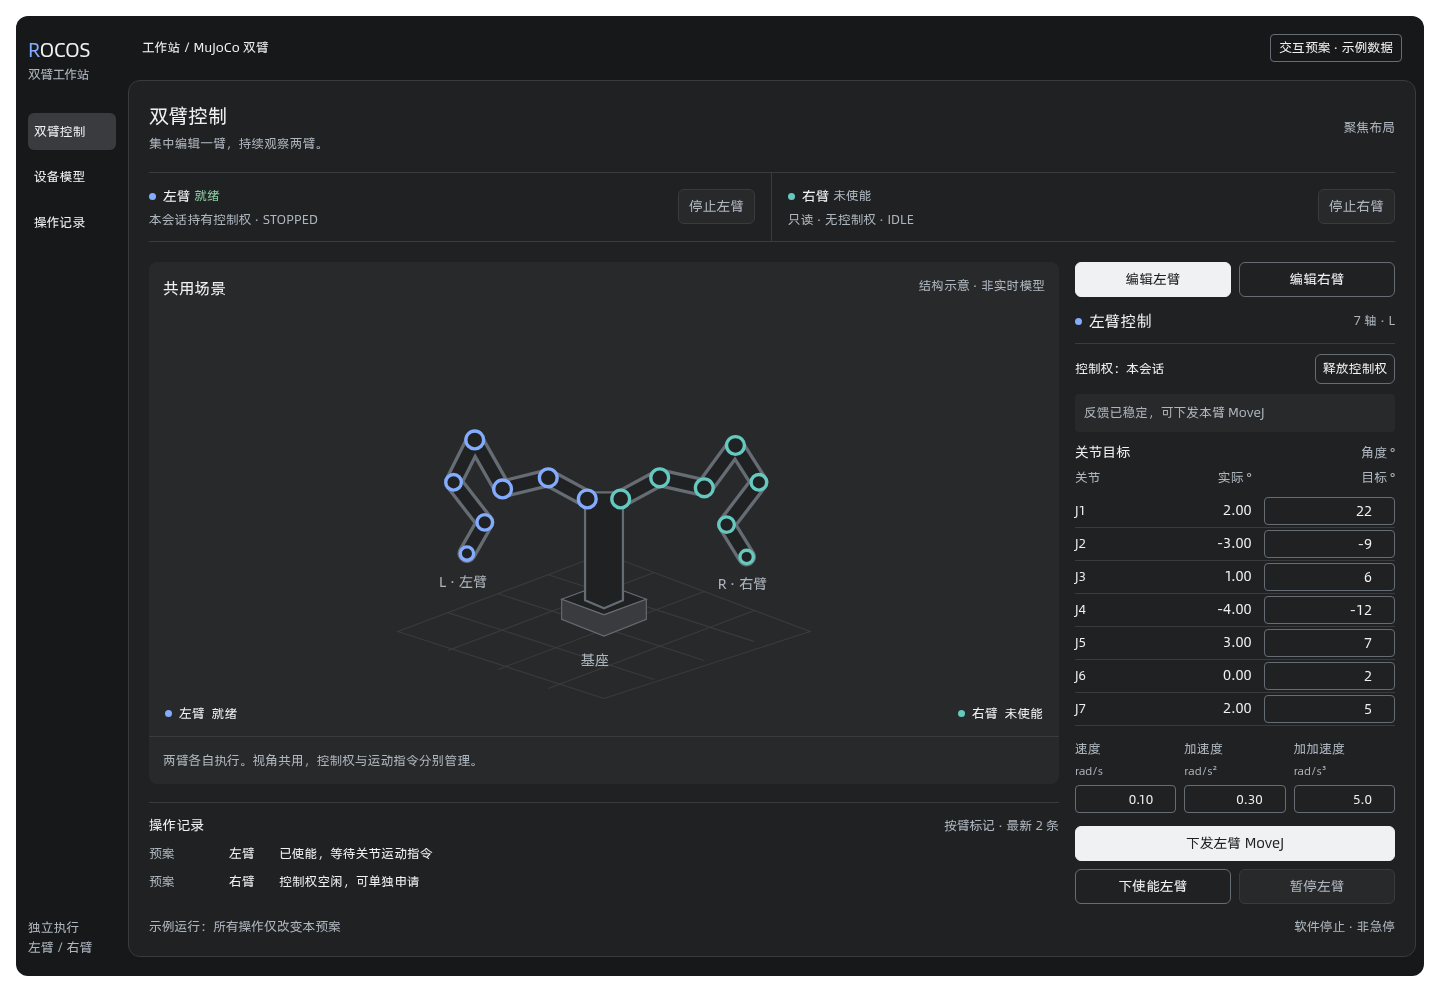 ROCOS
双臂工作站
双臂控制
设备模型
操作记录
独立执行
左臂 / 右臂
工作站 / MuJoCo 双臂
交互预案 · 示例数据
双臂控制
集中编辑一臂，持续观察两臂。
聚焦布局
左臂 就绪
本会话持有控制权 · STOPPED
停止左臂
右臂 未使能
只读 · 无控制权 · IDLE
停止右臂
共用场景
结构示意 · 非实时模型
L · 左臂
R · 右臂
基座
左臂 就绪
右臂 未使能
两臂各自执行。视角共用，控制权与运动指令分别管理。
操作记录
按臂标记 · 最新 2 条
预案 左臂 已使能，等待关节运动指令
预案 右臂 控制权空闲，可单独申请
示例运行：所有操作仅改变本预案
编辑左臂
编辑右臂
左臂控制
7 轴 · L
控制权：本会话
释放控制权
反馈已稳定，可下发本臂 MoveJ
关节目标 角度 °
关节 实际 ° 目标 °
J1 2.00 22
J2 -3.00 -9
J3 1.00 6
J4 -4.00 -12
J5 3.00 7
J6 0.00 2
J7 2.00 5
速度 加速度 加加速度
rad/s rad/s² rad/s³
0.10 0.30 5.0
下发左臂 MoveJ
下使能左臂
暂停左臂
软件停止 · 非急停